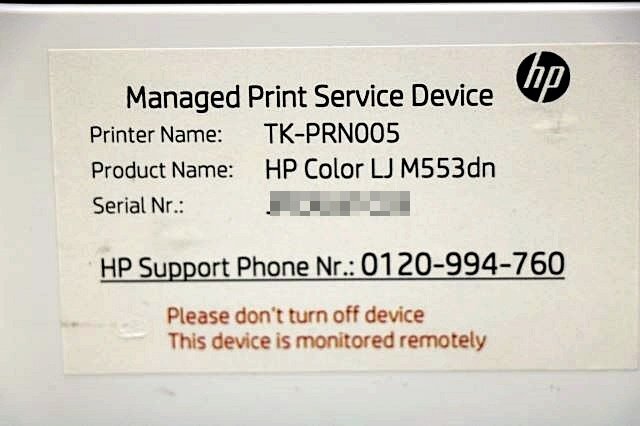 hp
Managed Print Service Device
Printer Name: TK-PRN005
Product Name: HP Color LJ M553dn
Serial Nr.:
HP Support Phone Nr.: 0120-994-760
Please don't turn off device
This device is monitored remotely